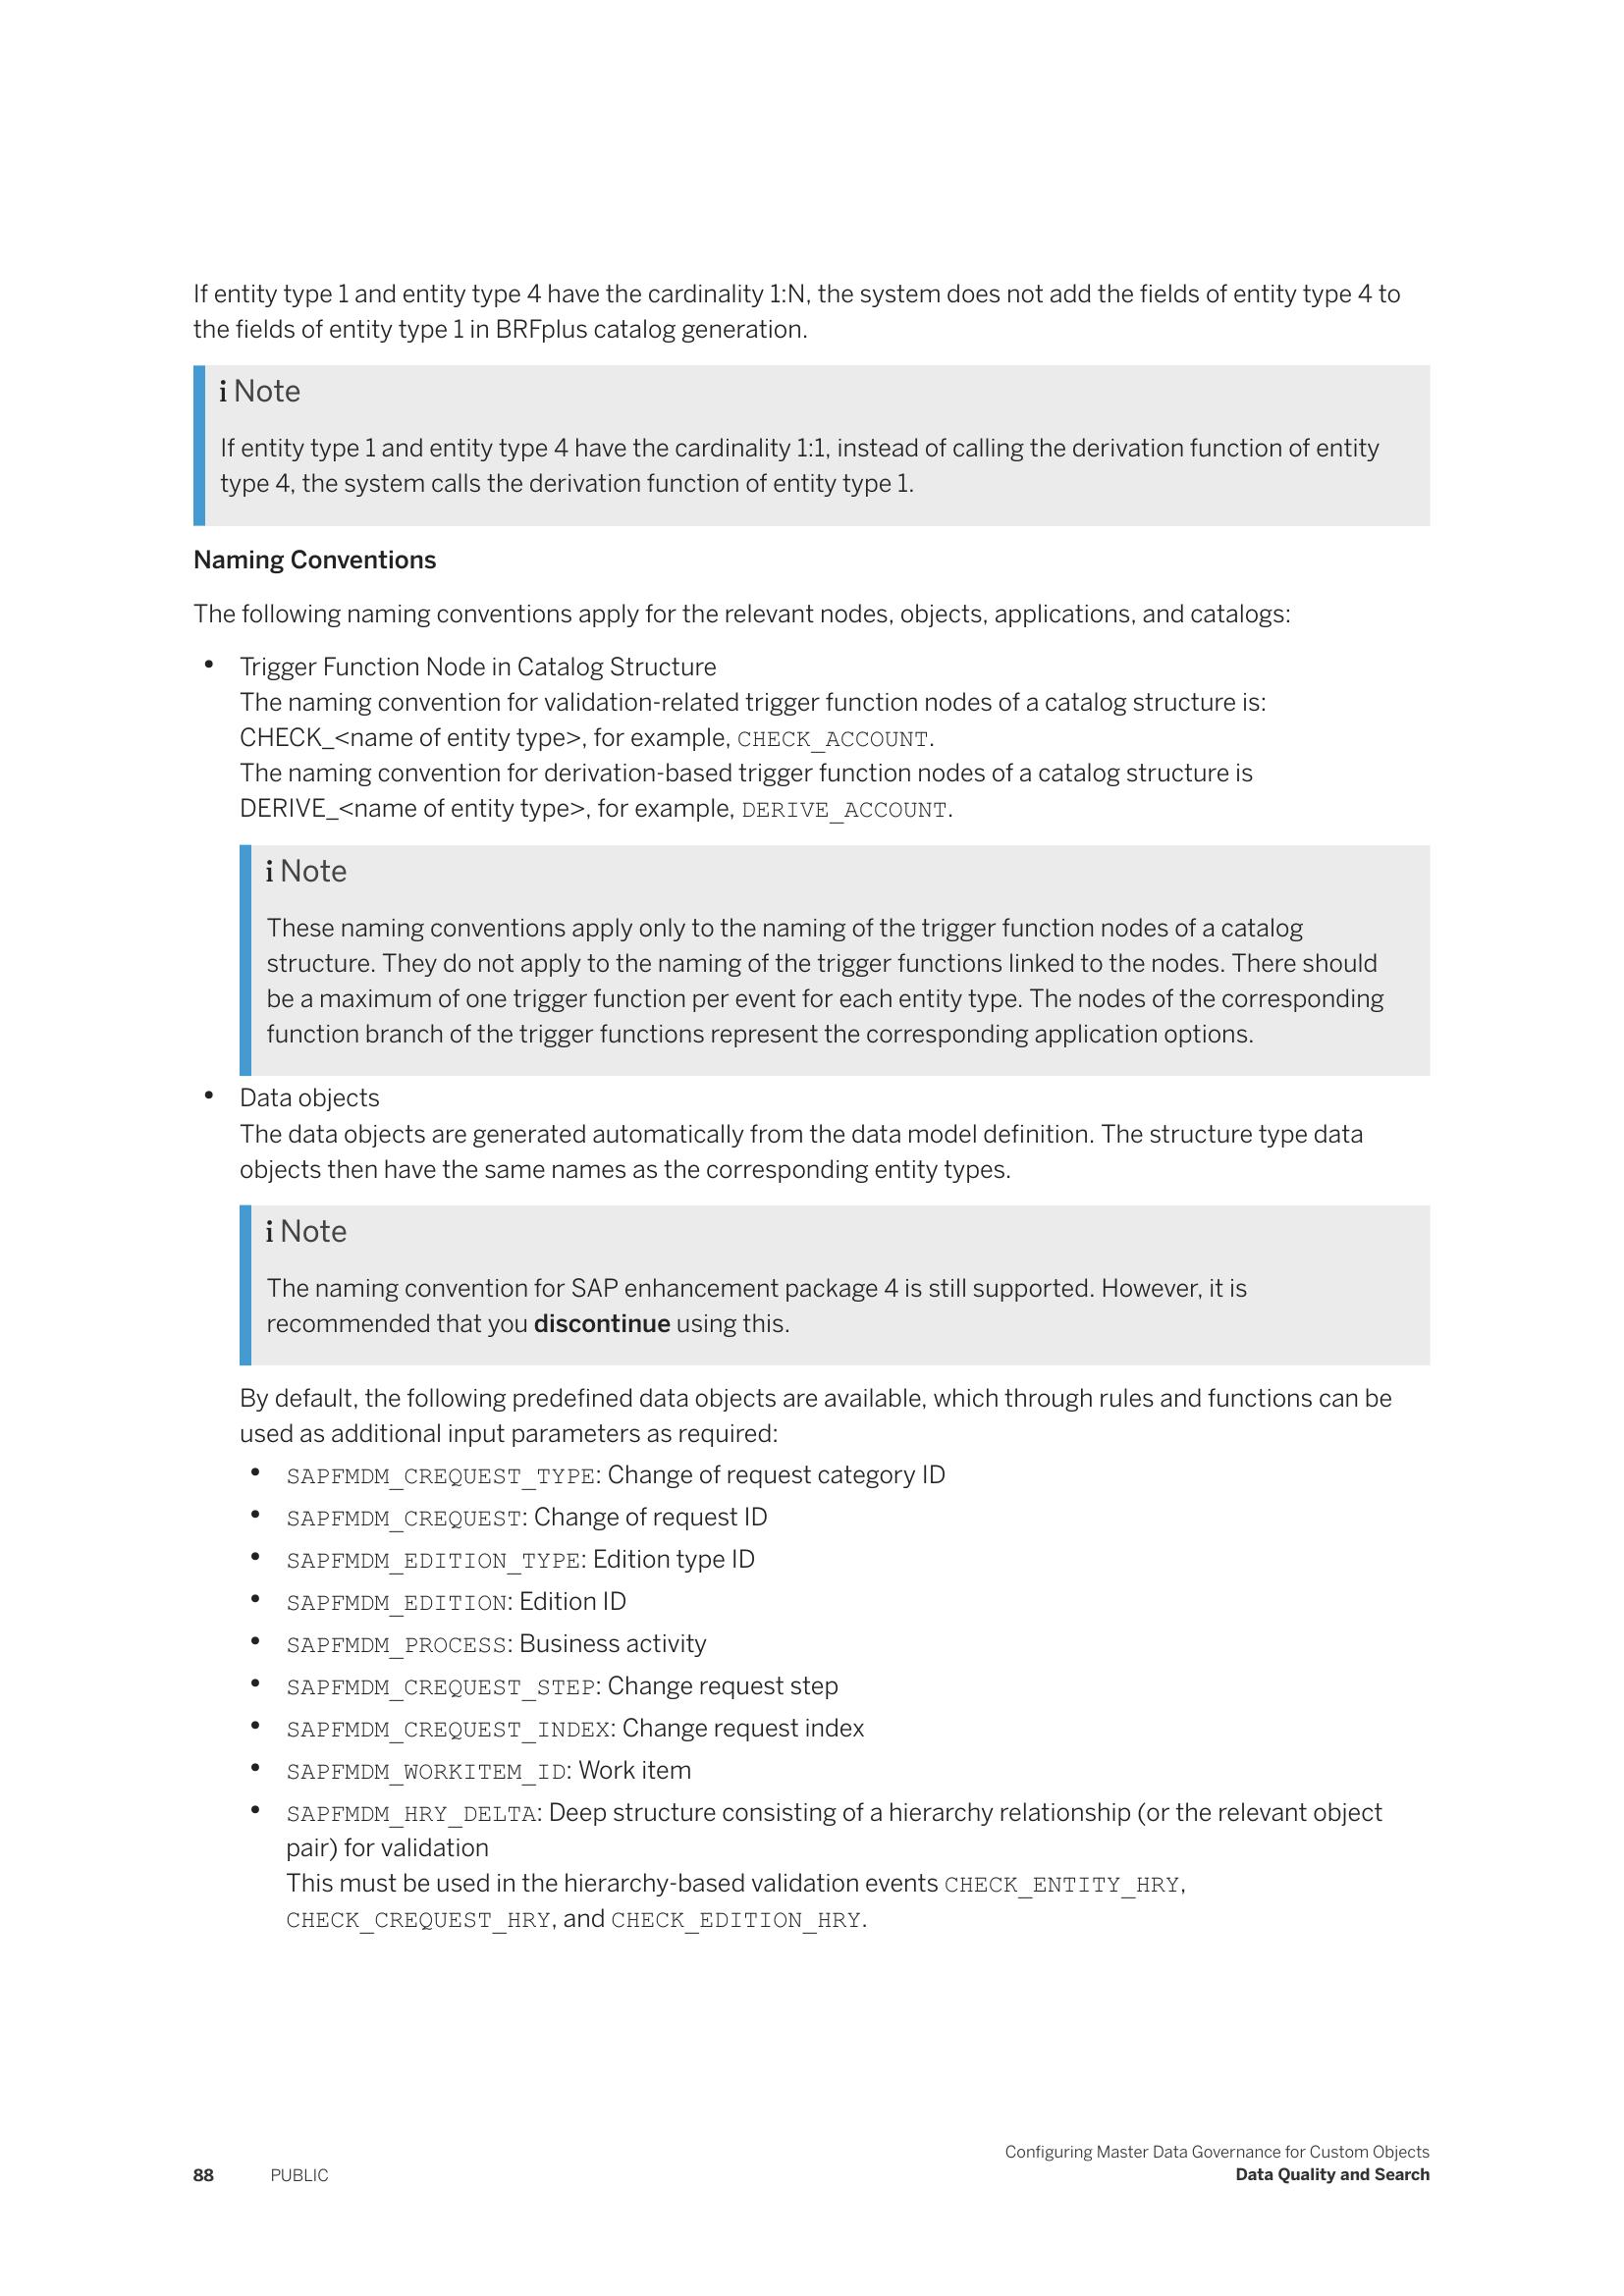 If entity type 1 and entity type 4 have the cardinality 1:N, the system does not add the fields of entity type 4 to
the fields of entity type 1 in BRFplus catalog generation.
i Note
If entity type 1 and entity type 4 have the cardinality 1:1, instead of calling the derivation function of entity
type 4, the system calls the derivation function of entity type 1.
Naming Conventions
The following naming conventions apply for the relevant nodes, objects, applications, and catalogs:
• Trigger Function Node in Catalog Structure
The naming convention for validation-related trigger function nodes of a catalog structure is:
CHECK_<name of entity type>, for example, CHECK_ACCOUNT.
The naming convention for derivation-based trigger function nodes of a catalog structure is
DERIVE_<name of entity type>, for example, DERIVE_ACCOUNT.
i Note
These naming conventions apply only to the naming of the trigger function nodes of a catalog
structure. They do not apply to the naming of the trigger functions linked to the nodes. There should
be a maximum of one trigger function per event for each entity type. The nodes of the corresponding
function branch of the trigger functions represent the corresponding application options.
• Data objects
The data objects are generated automatically from the data model definition. The structure type data
objects then have the same names as the corresponding entity types.
i Note
The naming convention for SAP enhancement package 4 is still supported. However, it is
recommended that you discontinue using this.
By default, the following predefined data objects are available, which through rules and functions can be
used as additional input parameters as required:
• SAPFMDM_CREQUEST_TYPE: Change of request category ID
• SAPFMDM_CREQUEST: Change of request ID
• SAPFMDM_EDITION_TYPE: Edition type ID
• SAPFMDM_EDITION: Edition ID
• SAPFMDM_PROCESS: Business activity
• SAPFMDM_CREQUEST_STEP: Change request step
• SAPFMDM_CREQUEST_INDEX: Change request index
• SAPFMDM_WORKITEM_ID: Work item
• SAPFMDM_HRY_DELTA: Deep structure consisting of a hierarchy relationship (or the relevant object
pair) for validation
This must be used in the hierarchy-based validation events CHECK_ENTITY_HRY,
CHECK_CREQUEST_HRY, and CHECK_EDITION_HRY.
Configuring Master Data Governance for Custom Objects
88 PUBLIC Data Quality and Search